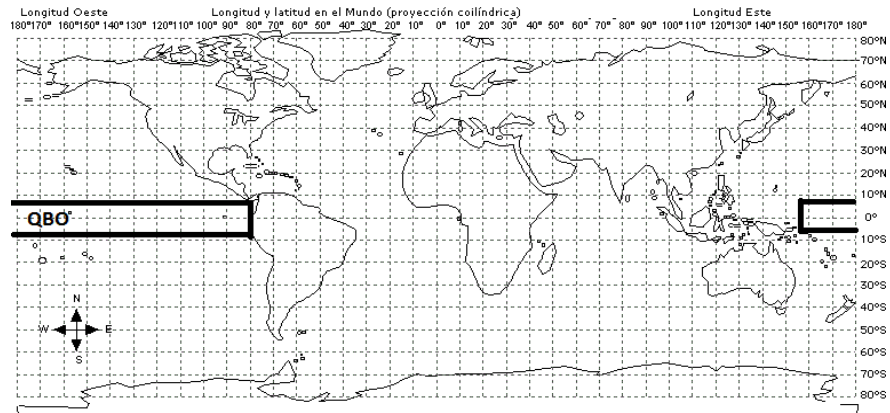 Longitud Oeste Longitud y latitud en el Mundo (proyección coilíndrica) Longitud Este
180°170° 160°150°140°130°120°110°100° 90° 80° 70° 60° 50° 40° 30° 20° 10° 0° 10° 20° 30° 40° 50° 60° 70° 80° 90° 100°110°120°130°140°150°160°170° 180°
80°N
70°N
60°N
50°N
40°N
30°N
20°N
10°N
QBO 0°
10°S
20°S
30°S
40°S
N
W E 50°S
S
60°S
70°S
80°S